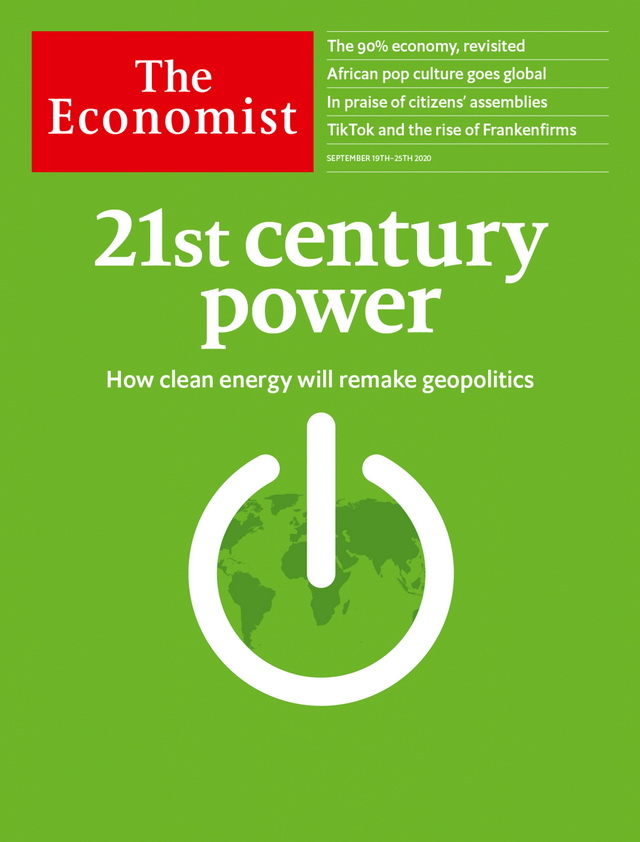 The
Economist
The 90% economy, revisited
African pop culture goes global
In praise of citizens’ assemblies
TikTok and the rise of Frankenfirms
SEPTEMBER 19TH–25TH 2020
21st century
power
How clean energy will remake geopolitics